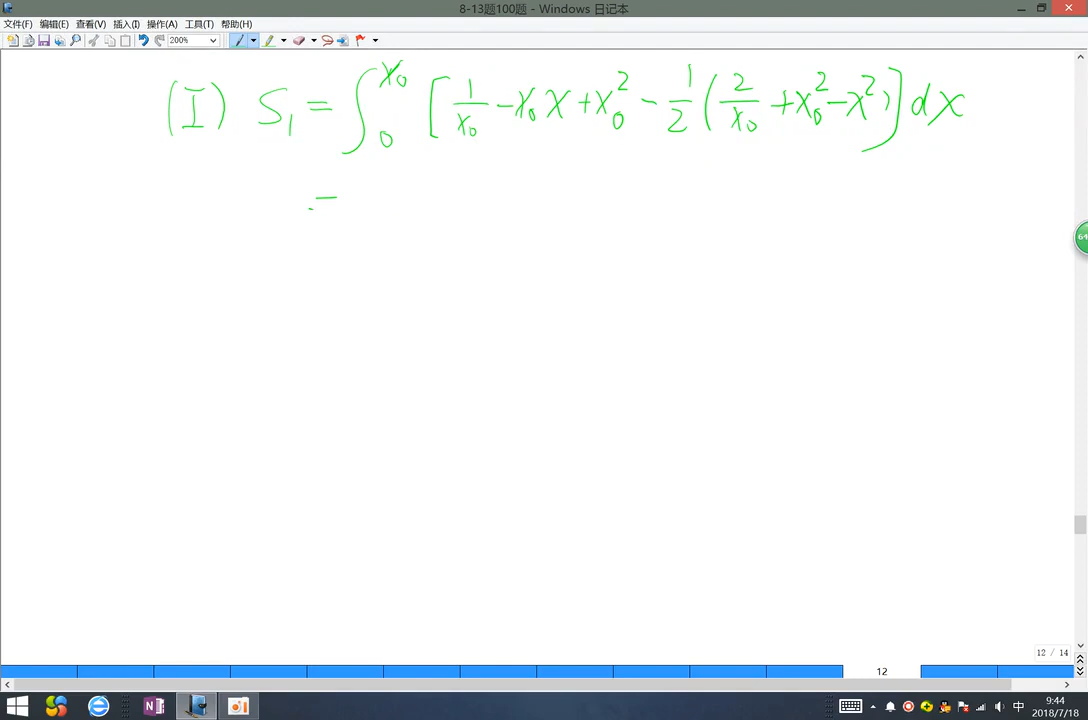 8-13题100题 - Windows 日记本
文件(F) 编辑(E) 查看(V) 插入(I) 操作(A) 工具(T) 帮助(H)
200%
(I) S₁ = ∫₀^{x₀} [1/x₀ - x₀x + x₀² - 1/2(2/x₀ + x₀² - x²)]dx
=
64
12 / 14
12
中
9:44
2018/7/18